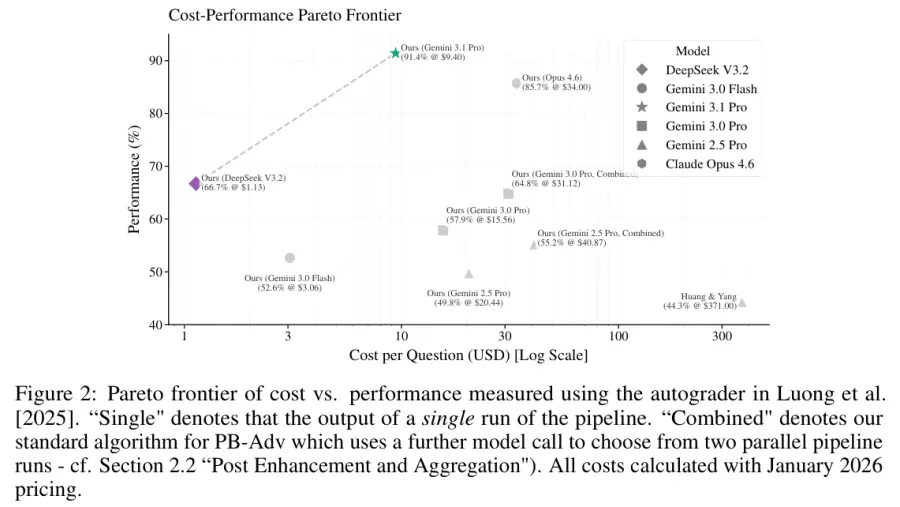 Cost-Performance Pareto Frontier
Performance (%)
90
80
70
60
50
40
Ours (Gemini 3.1 Pro)
(91.4% @ $9.40)
Ours (Opus 4.6)
(85.7% @ $34.00)
Ours (DeepSeek V3.2)
(66.7% @ $1.13)
Ours (Gemini 3.0 Pro, Combined)
(64.8% @ $31.12)
Ours (Gemini 3.0 Pro)
(57.9% @ $15.56)
Ours (Gemini 2.5 Pro, Combined)
(55.2% @ $40.87)
Ours (Gemini 3.0 Flash)
(52.6% @ $3.06)
Ours (Gemini 2.5 Pro)
(49.8% @ $20.44)
Huang & Yang
(44.3% @ $371.00)
Model
DeepSeek V3.2
Gemini 3.0 Flash
Gemini 3.1 Pro
Gemini 3.0 Pro
Gemini 2.5 Pro
Claude Opus 4.6
1 3 10 30 100 300
Cost per Question (USD) [Log Scale]
Figure 2: Pareto frontier of cost vs. performance measured using the autograder in Luong et al.
[2025]. “Single" denotes that the output of a single run of the pipeline. “Combined" denotes our
standard algorithm for PB-Adv which uses a further model call to choose from two parallel pipeline
runs - cf. Section 2.2 “Post Enhancement and Aggregation"). All costs calculated with January 2026
pricing.